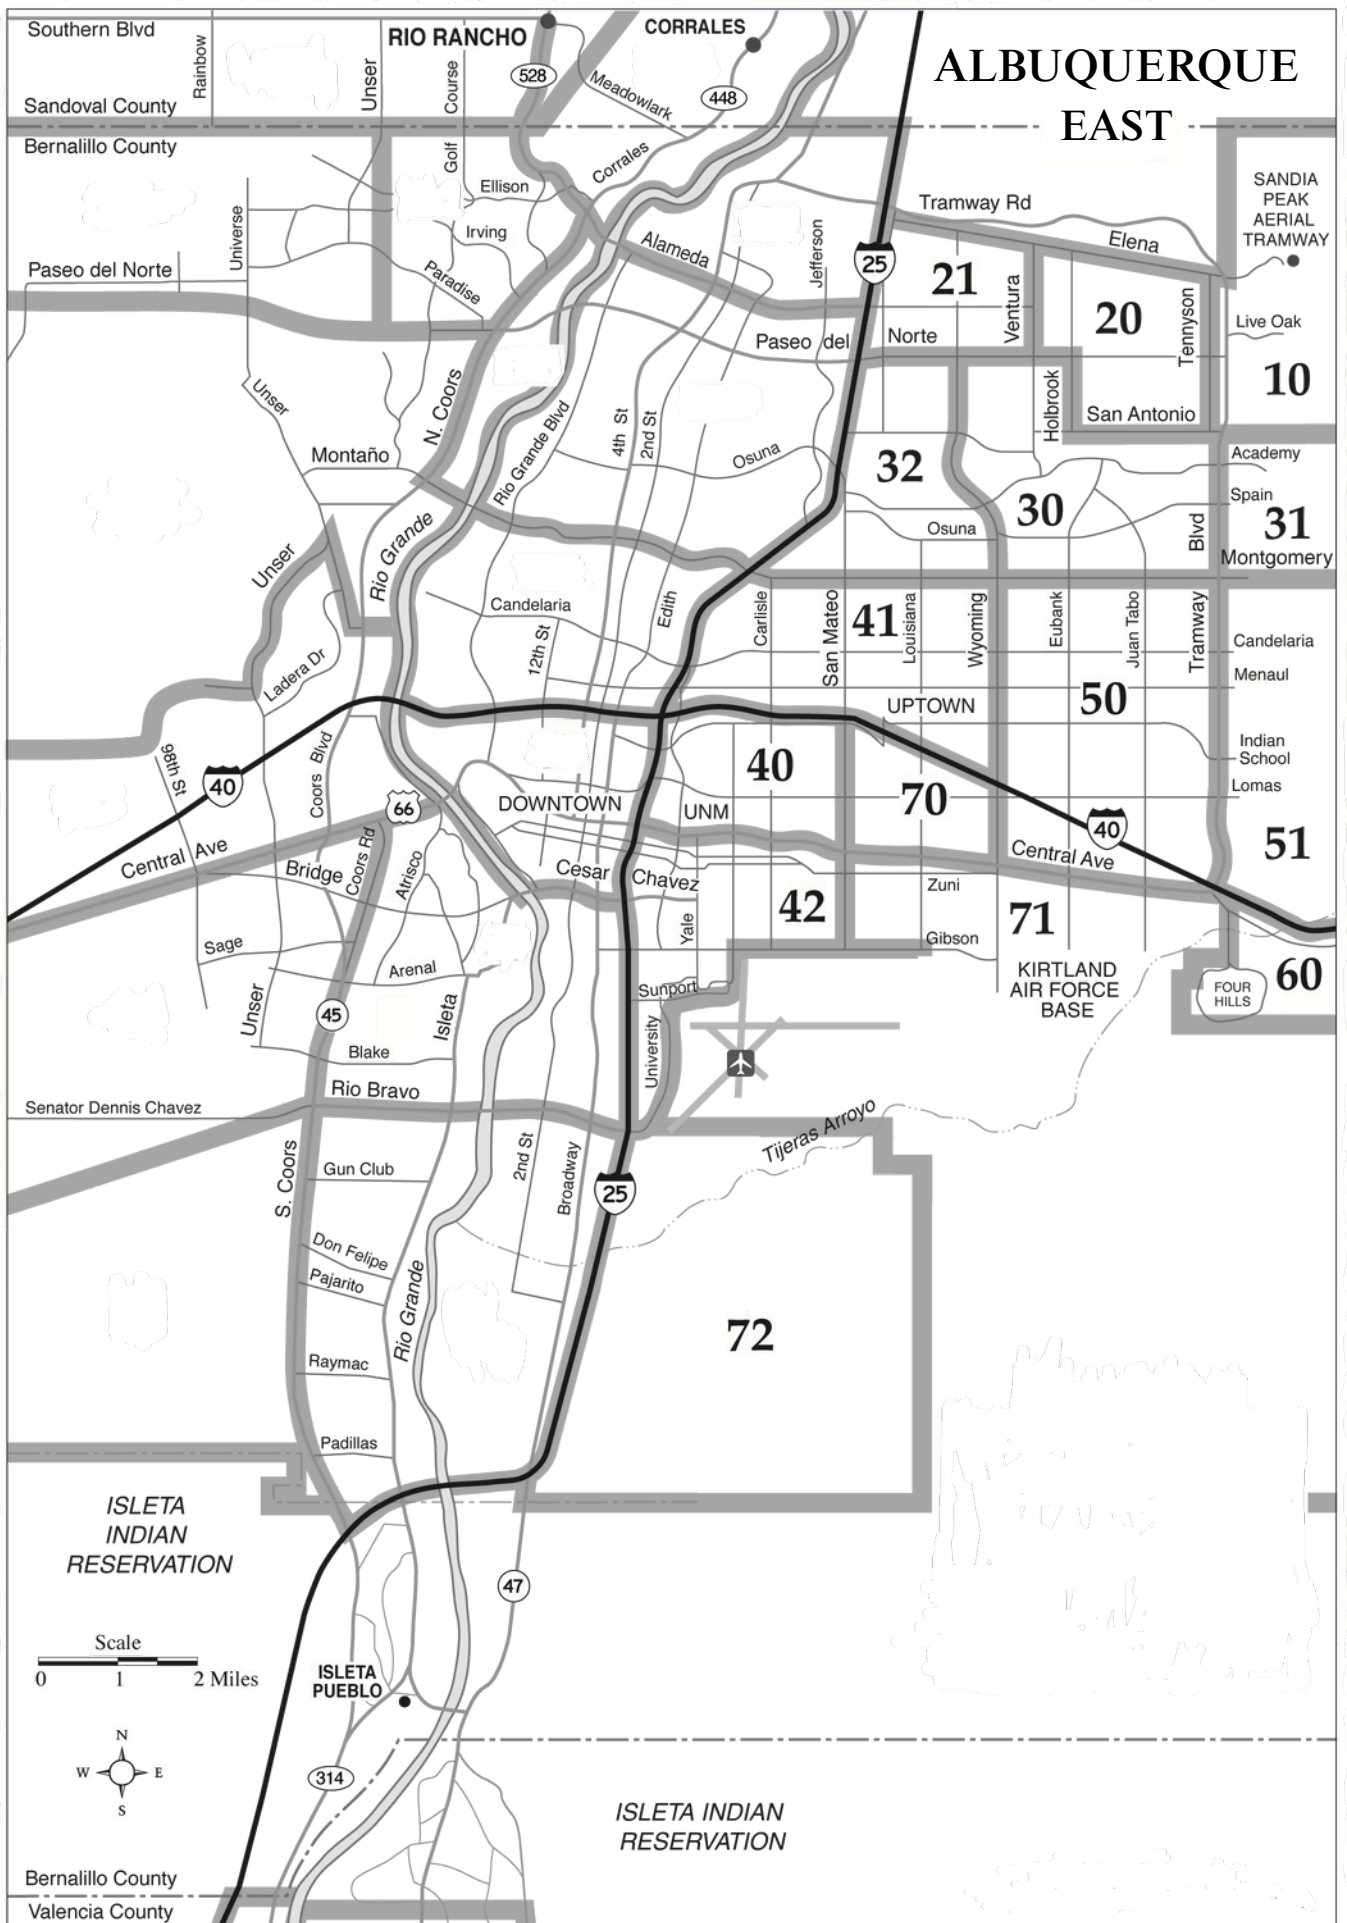 Southern Blvd
Rainbow
Unser
Course
RIO RANCHO
528
CORRALES
Meadowlark
448
ALBUQUERQUE
EAST
Sandoval County
Bernalillo County
Golf
Ellison
Corrales
Irving
Universe
Paseo del Norte
Paradise
Alameda
Jefferson
25
Tramway Rd
Elena
SANDIA
PEAK
AERIAL
TRAMWAY
21
Ventura
20
Tennyson
Live Oak
10
Paseo del Norte
Unser
N. Coors
Rio Grande Blvd
4th St
2nd St
Holbrook
San Antonio
Montaño
Osuna
32
30
Academy
Spain
31
Osuna
Blvd
Montgomery
Rio Grande
Unser
Candelaria
Edith
Carlisle
San Mateo
41
Louisiana
Wyoming
Eubank
Juan Tabo
Tramway
Candelaria
Menaul
12th St
Ladera Dr
UPTOWN
50
98th St
40
Coors Blvd
66
DOWNTOWN
UNM
40
70
40
Indian
School
Lomas
51
Central Ave
Coors Rd
Bridge
Atrisco
Cesar Chavez
Central Ave
Zuni
42
71
Yale
Gibson
Sage
Arenal
Unser
45
Isleta
Sunport
University
KIRTLAND
AIR FORCE
BASE
FOUR
HILLS
60
Blake
Rio Bravo
Senator Dennis Chavez
Tijeras Arroyo
S. Coors
Gun Club
2nd St
Broadway
25
Don Felipe
Pajarito
Rio Grande
72
Raymac
Padillas
ISLETA
INDIAN
RESERVATION
47
Scale
0 1 2 Miles
ISLETA
PUEBLO
N
W E
S
314
ISLETA INDIAN
RESERVATION
Bernalillo County
Valencia County